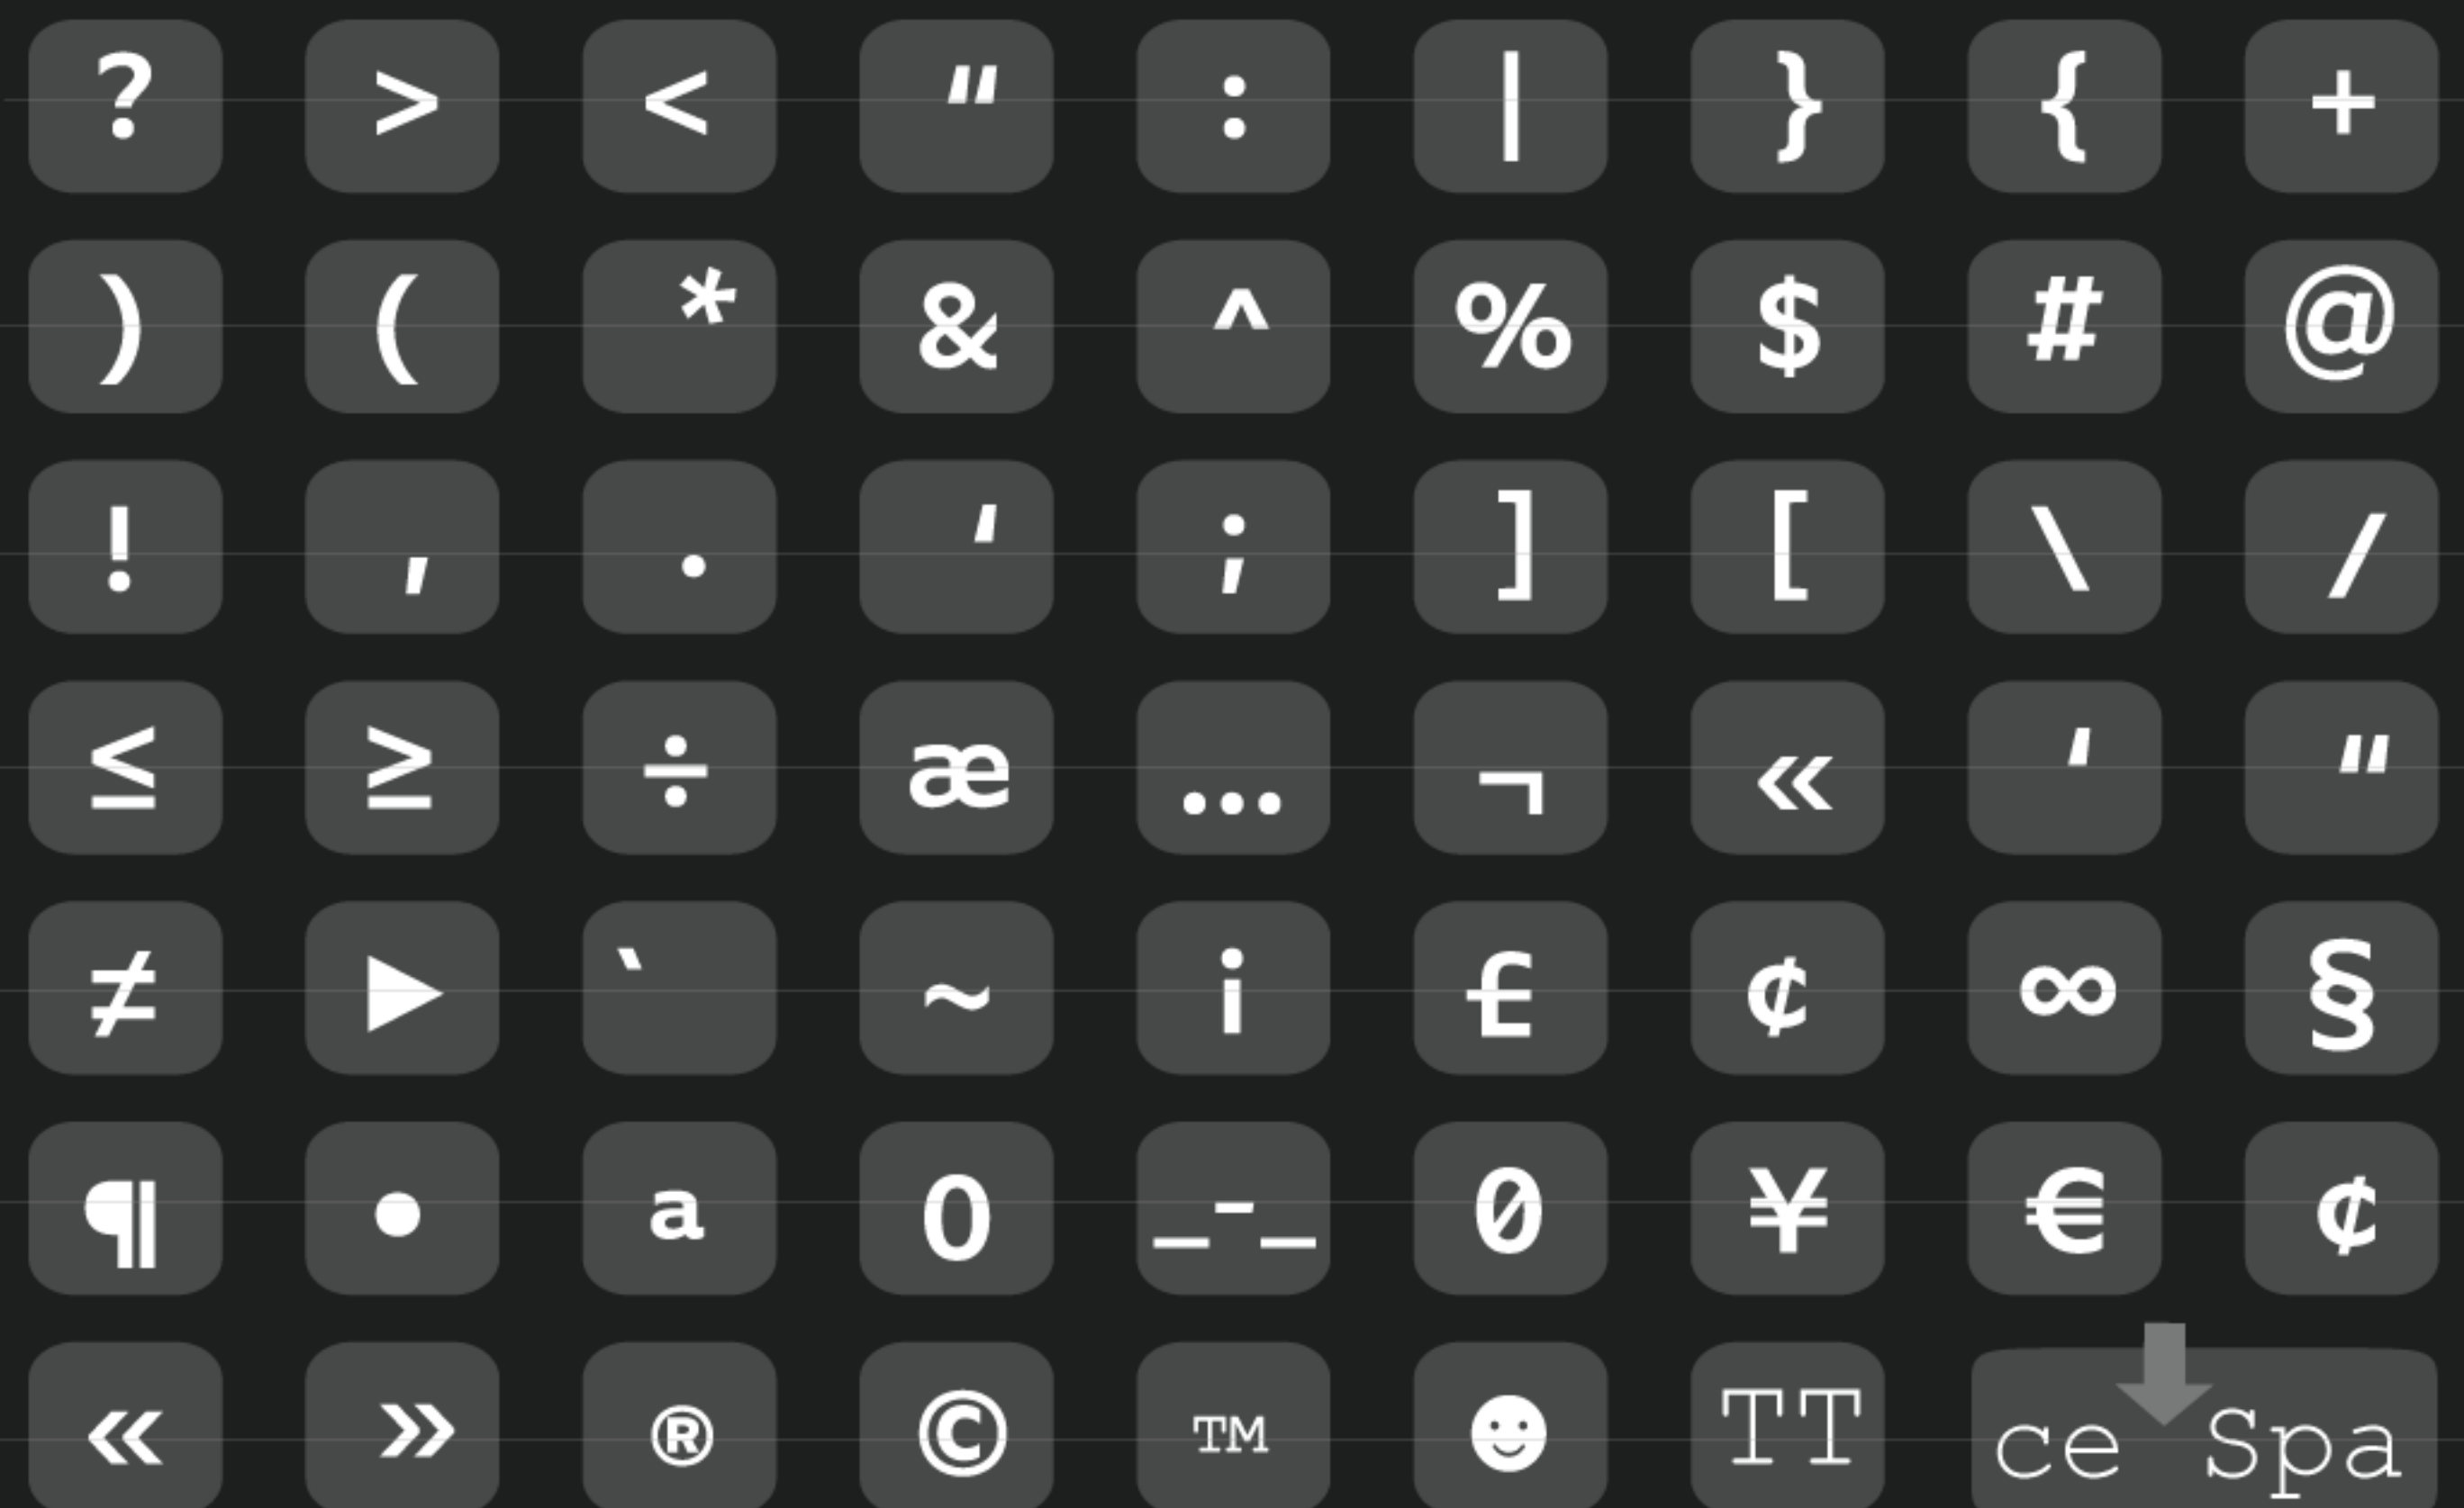 ? > < " : | } { +
) ( * & ^ % $ # @
! , . ' ; ] [ \ /
≤ ≥ ÷ æ … ¬ « ' "
≠ ▶ ` ~ i £ ¢ ∞ §
¶ • a 0 _-_ 0 ¥ € ¢
« » ® © ™ ☻ TT ce Spa